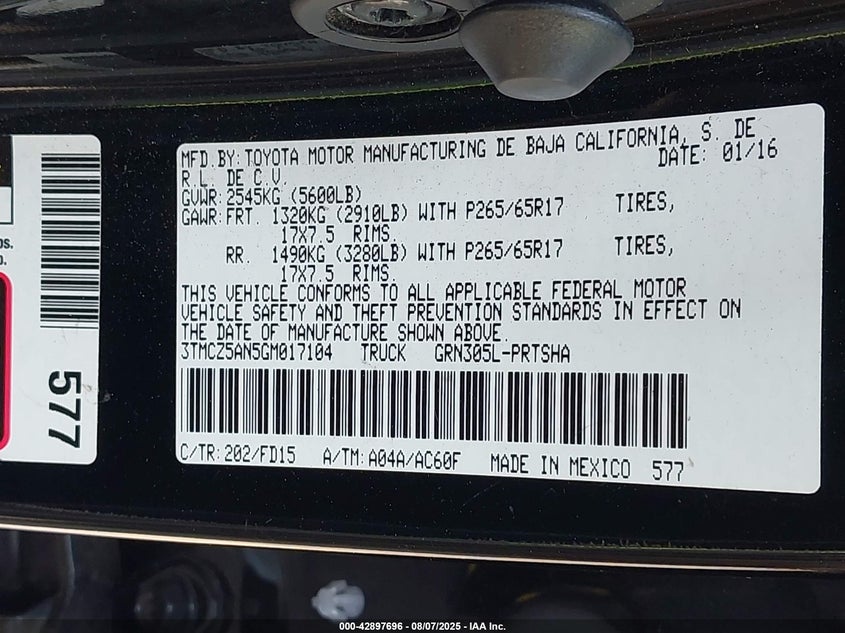 MFD.BY:TOYOTA MOTOR MANUFACTURING DE BAJA CALIFORNIA, S. DE
R.L. DE C.V. DATE: 01/16
GVWR:2545KG (5600LB)
GAWR:FRT. 1320KG (2910LB) WITH P265/65R17 TIRES,
17X7.5 RIMS.
RR. 1490KG (3280LB) WITH P265/65R17 TIRES,
17X7.5 RIMS.
THIS VEHICLE CONFORMS TO ALL APPLICABLE FEDERAL MOTOR
VEHICLE SAFETY AND THEFT PREVENTION STANDARDS IN EFFECT ON
THE DATE OF MANUFACTURE SHOWN ABOVE.
3TMCZ5AN5GM017104 TRUCK GRN305L-PRTSHA
C/TR:202/FD15 A/TM:A04A/AC60F MADE IN MEXICO 577
577
000-42897696 - 08/07/2025 - IAA Inc.